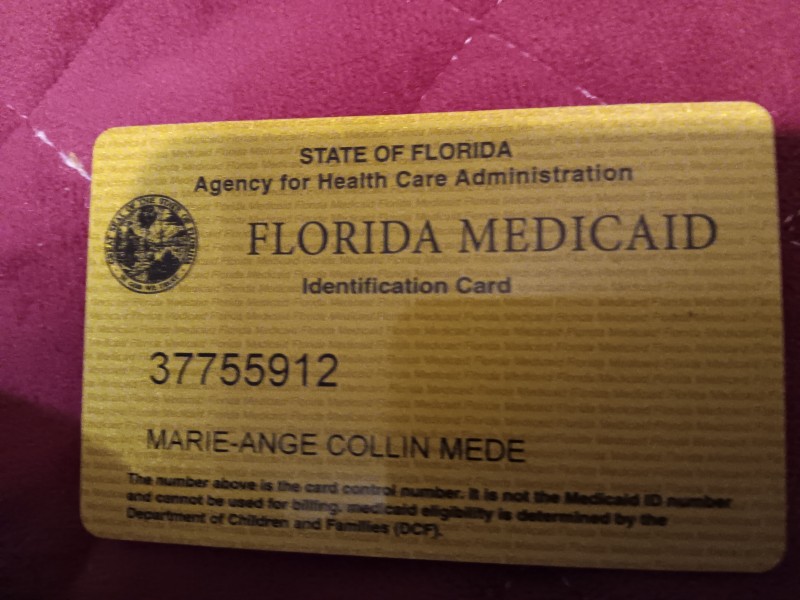 STATE OF FLORIDA
Agency for Health Care Administration
FLORIDA MEDICAID
Identification Card
37755912
MARIE-ANGE COLLIN MEDE
The number above is the card control number. It is not the Medicaid ID number
and cannot be used for billing. medicaid eligibility is determined by the
Department of Children and Families (DCF).